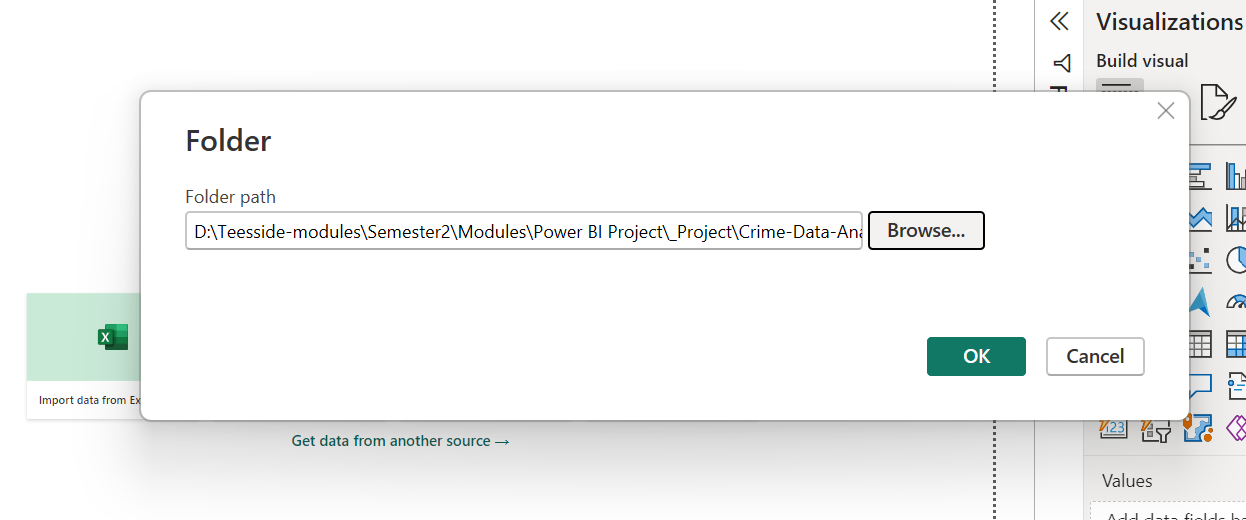 Visualizations
Build visual
Folder
Folder path
D:\Teesside-modules\Semester2\Modules\Power BI Project\_Project\Crime-Data-Ana
Browse...
OK
Cancel
X
Import data from Ex
Get data from another source →
123
Values
Add data fields he